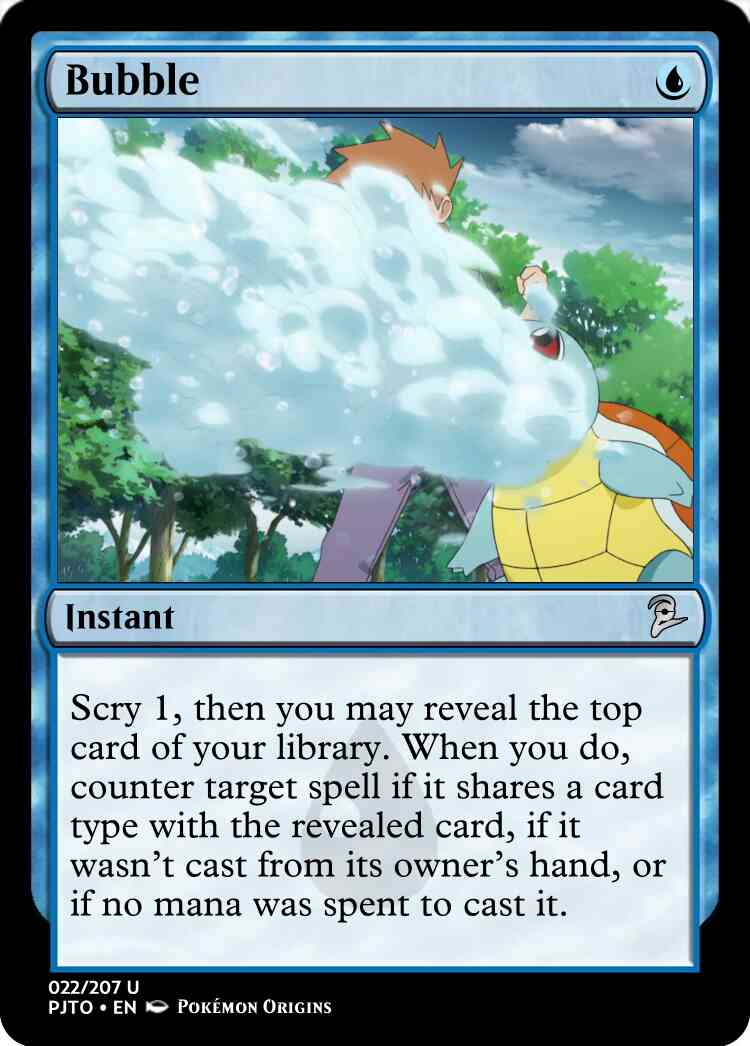 Bubble
Instant
Scry 1, then you may reveal the top
card of your library. When you do,
counter target spell if it shares a card
type with the revealed card, if it
wasn't cast from its owner's hand, or
if no mana was spent to cast it.
022/207 U
PJTO • EN Pokémon Origins